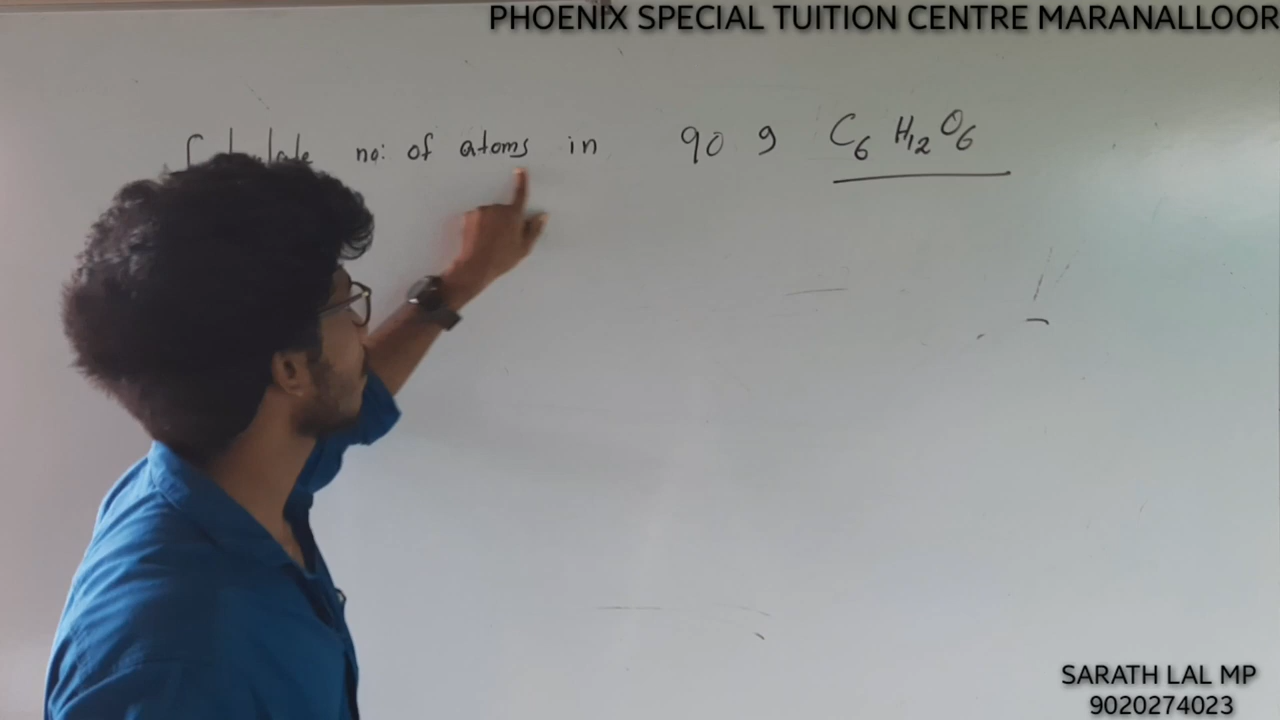 PHOENIX SPECIAL TUITION CENTRE MARANALLOOR
no: of atoms in 90 g C₆ H₁₂ O₆
SARATH LAL MP
9020274023